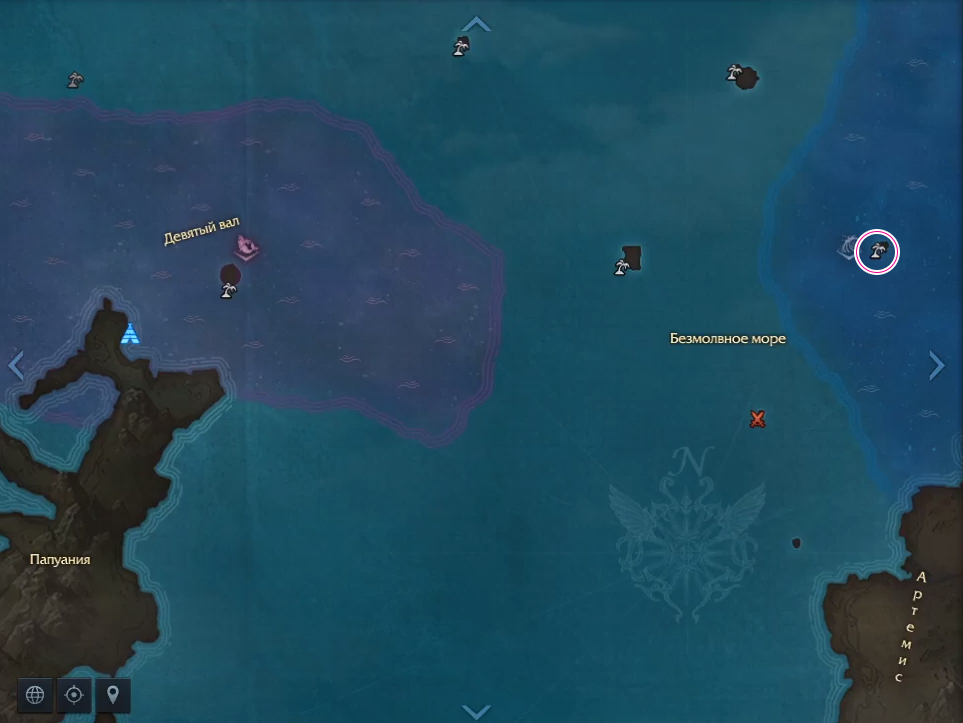 Девятый вал
Безмолвное море
N
Папуания
Артемис